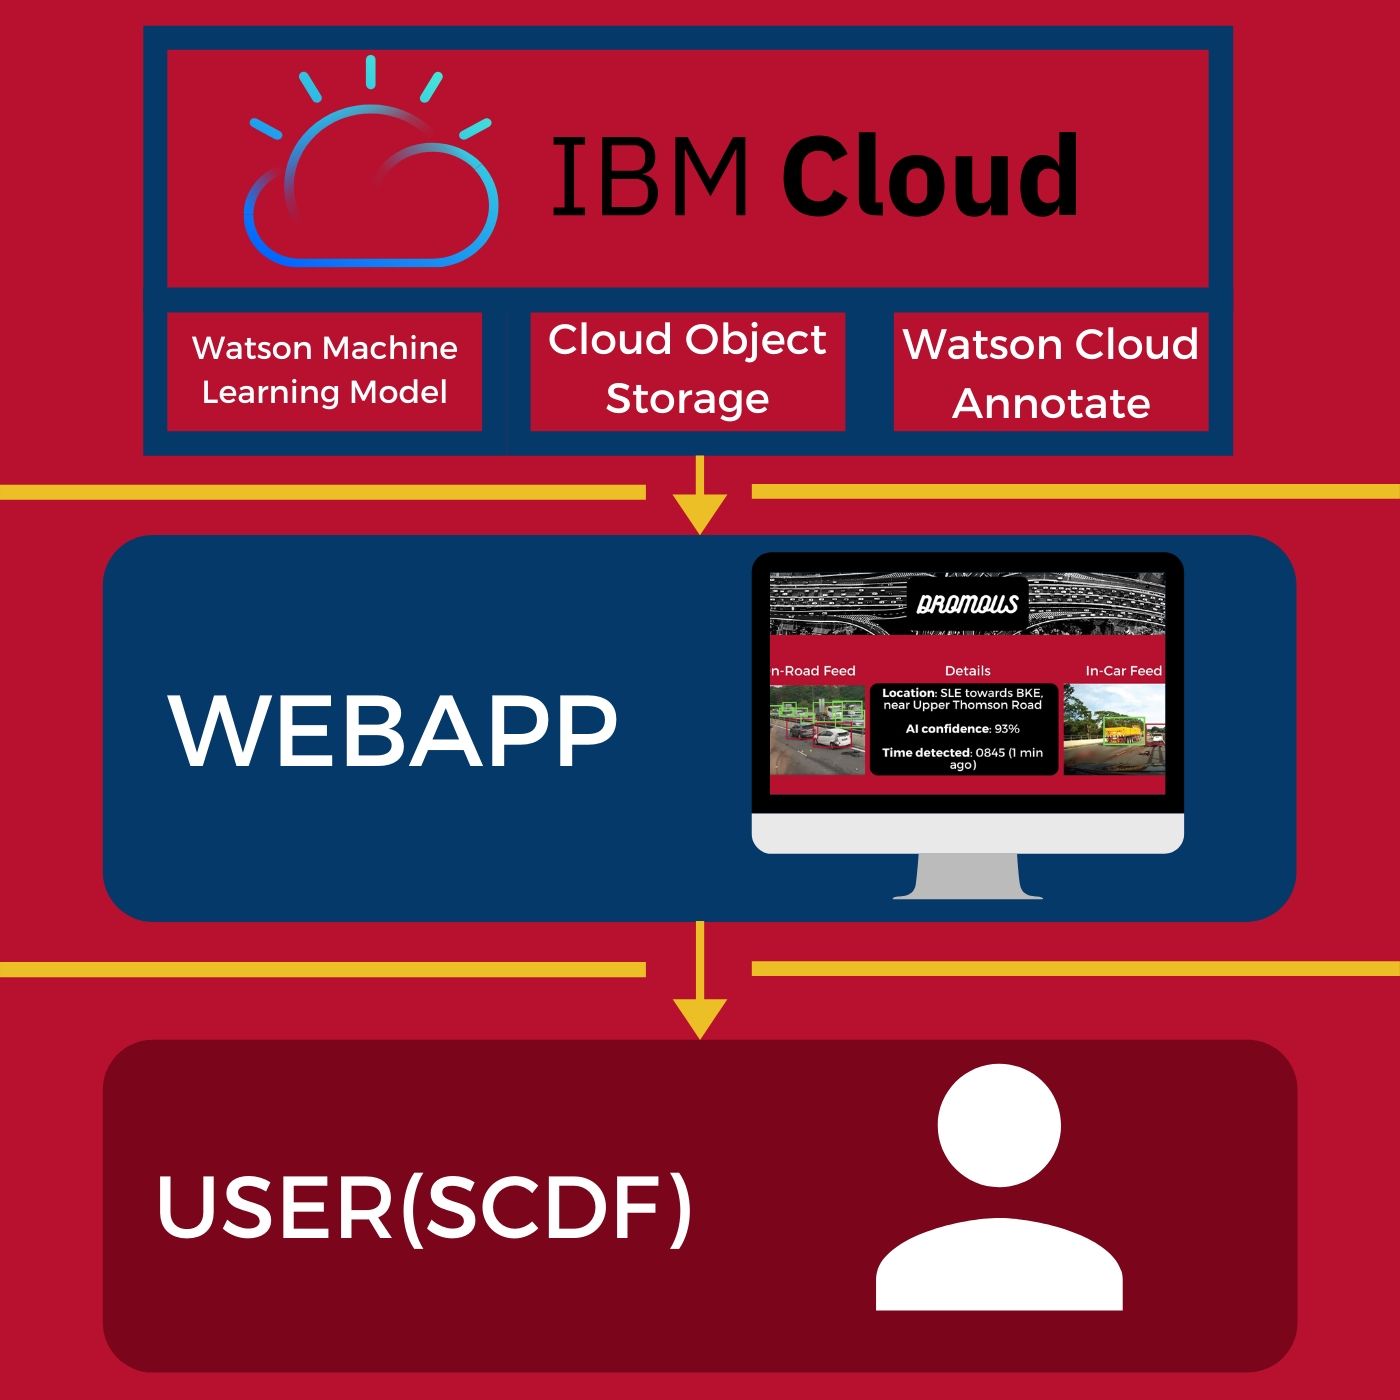 IBM Cloud
Watson Machine
Learning Model
Cloud Object
Storage
Watson Cloud
Annotate
WEBAPP
DROMOUS
n-Road Feed
Details
In-Car Feed
Location: SLE towards BKE,
near Upper Thomson Road
AI confidence: 93%
Time detected: 0845 (1 min
ago)
USER(SCDF)